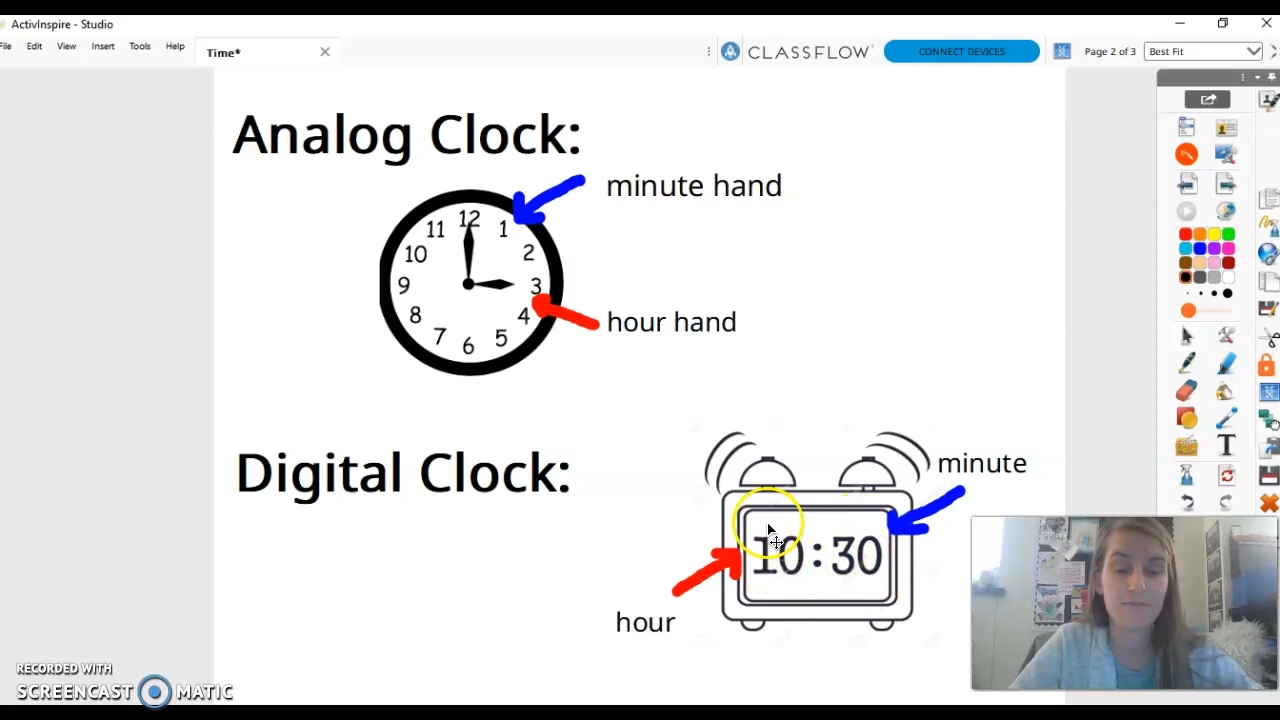 ActivInspire - Studio
File Edit View Insert Tools Help
Time*
CLASSFLOW
CONNECT DEVICES
Page 2 of 3
Best Fit
Analog Clock:
minute hand
12
11 1
10 2
9 3
8 4
7 5
6
hour hand
Digital Clock:
minute
10:30
hour
RECORDED WITH
SCREENCAST MATIC